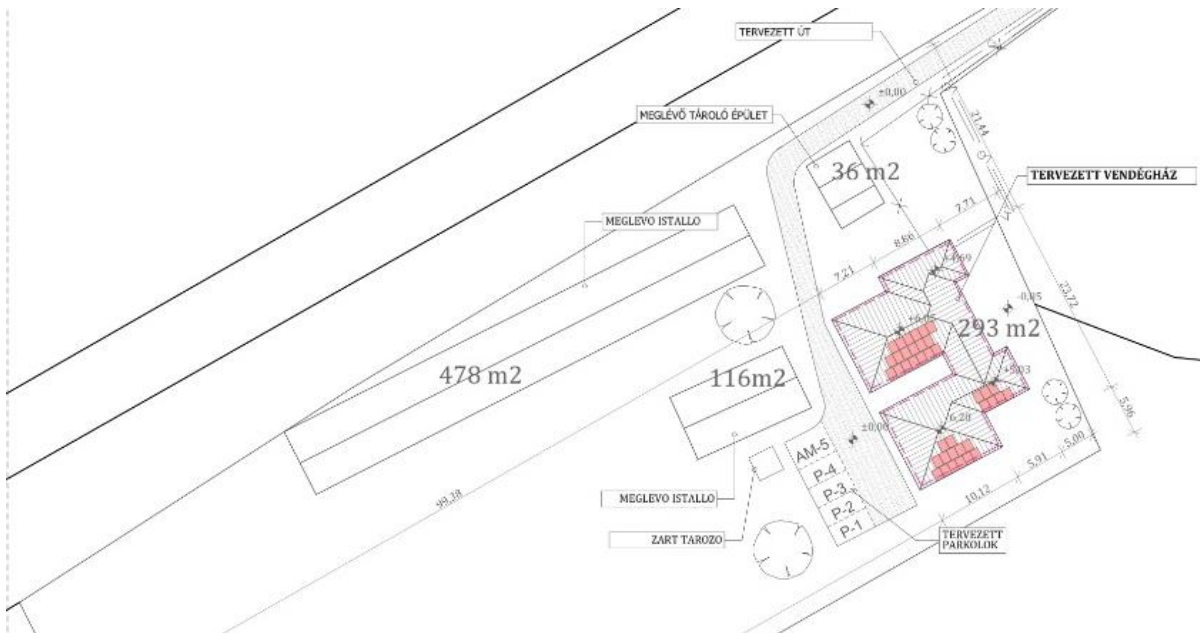 TERVEZETT ÚT
±0,00
MEGLÉVŐ TÁROLÓ ÉPÜLET
21,44
36 m2
TERVEZETT VENDÉGHÁZ
MEGLEVO ISTALLO
7,71
8,66
7,21
23,72
-0,05
293 m2
478 m2
116m2
+5,03
5,96
6,28
±0,00
AM-5
P-4
P-3
P-2
P-1
5,00
5,91
10,12
99,38
MEGLEVO ISTALLO
ZART TAROZO
TERVEZETT
PARKOLOK